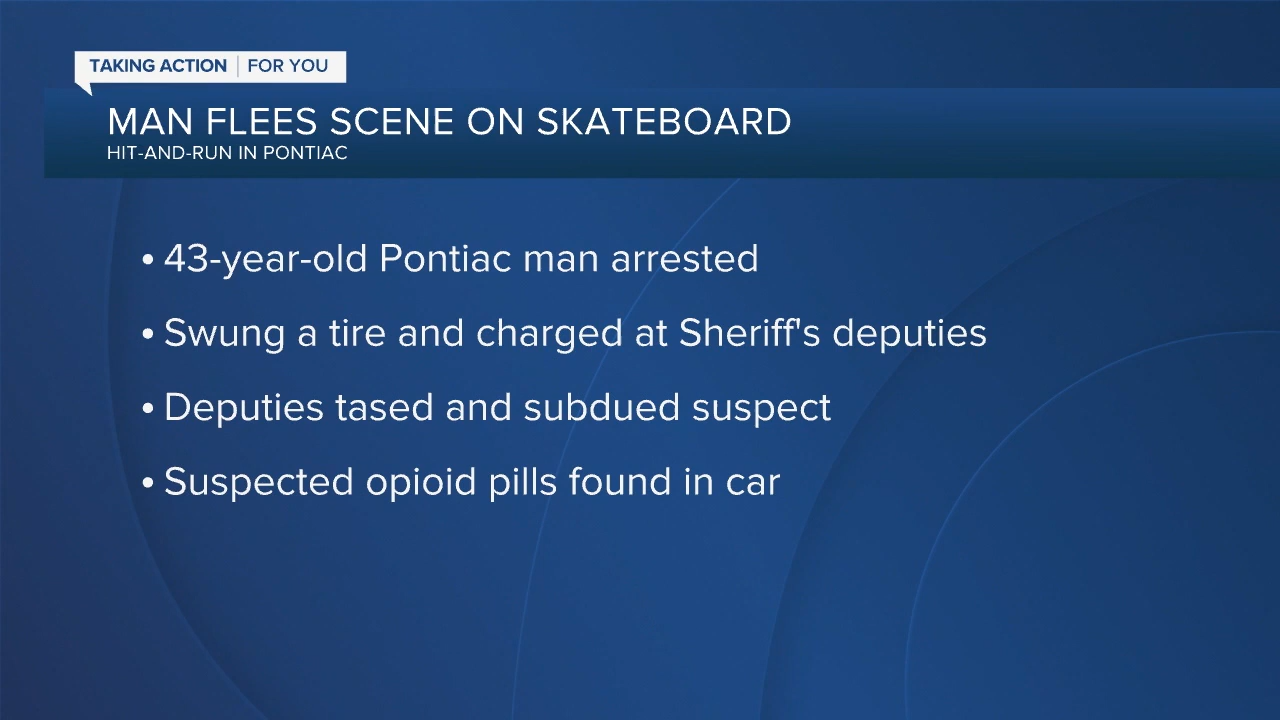 TAKING ACTION | FOR YOU
MAN FLEES SCENE ON SKATEBOARD
HIT-AND-RUN IN PONTIAC
• 43-year-old Pontiac man arrested
• Swung a tire and charged at Sheriff's deputies
• Deputies tased and subdued suspect
• Suspected opioid pills found in car